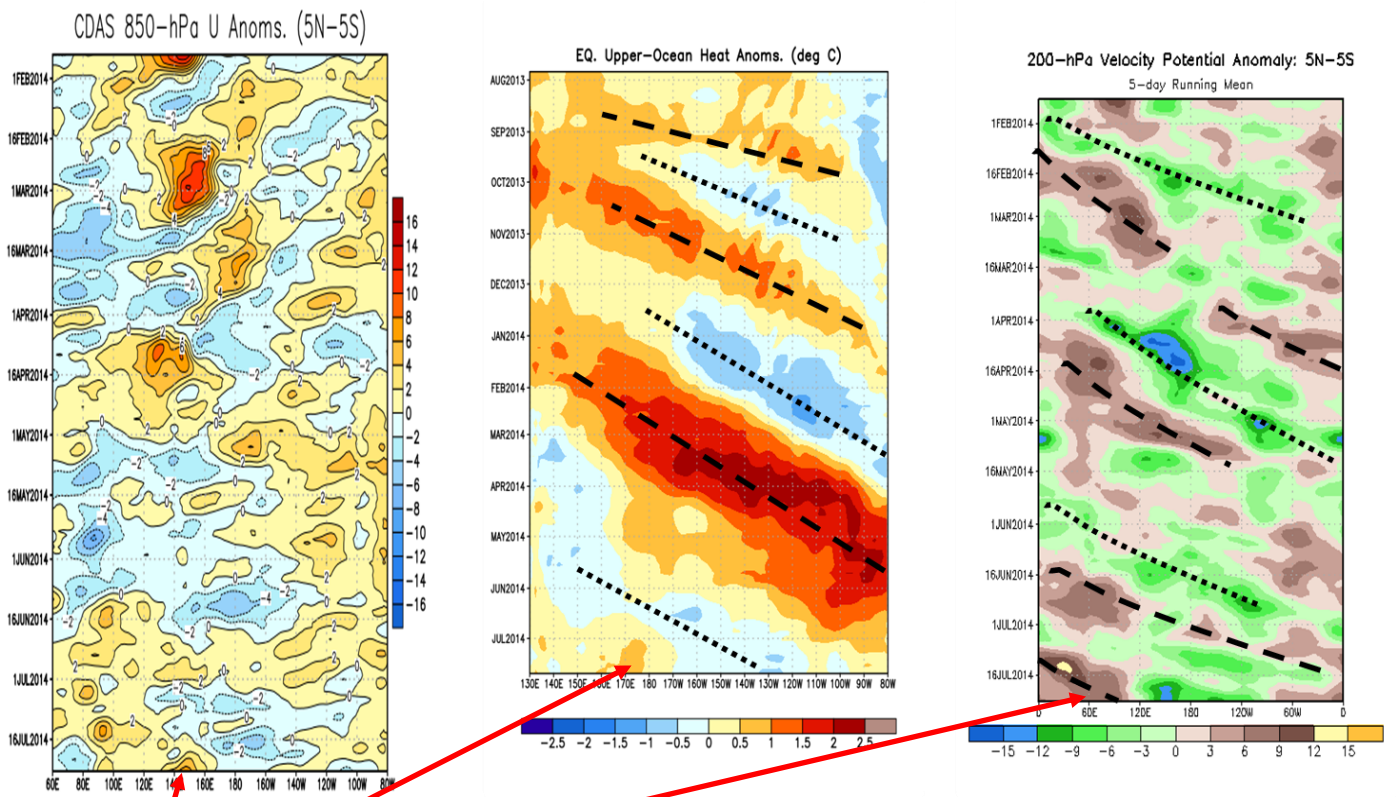 CDAS 850-hPa U Anoms. (5N-5S)
1FEB2014
16FEB2014
1MAR2014
16MAR2014
1APR2014
16APR2014
1MAY2014
16MAY2014
1JUN2014
16JUN2014
1JUL2014
16JUL2014
60E 80E 100E 120E 140E 160E 180 160W 140W 120W 100W 80W
16
14
12
10
8
6
4
2
0
-2
-4
-6
-8
-10
-12
-14
-16
EQ. Upper-Ocean Heat Anoms. (deg C)
AUG2013
SEP2013
OCT2013
NOV2013
DEC2013
JAN2014
FEB2014
MAR2014
APR2014
MAY2014
JUN2014
JUL2014
130E 140E 150E 160E 170E 180 170W 160W 150W 140W 130W 120W 110W 100W 90W 80W
-2.5 -2 -1.5 -1 -0.5 0 0.5 1 1.5 2 2.5
200-hPa Velocity Potential Anomaly: 5N-5S
5-day Running Mean
1FEB2014
16FEB2014
1MAR2014
16MAR2014
1APR2014
16APR2014
1MAY2014
16MAY2014
1JUN2014
16JUN2014
1JUL2014
16JUL2014
0 60E 120E 180 120W 60W 0
-15 -12 -9 -6 -3 0 3 6 9 12 15